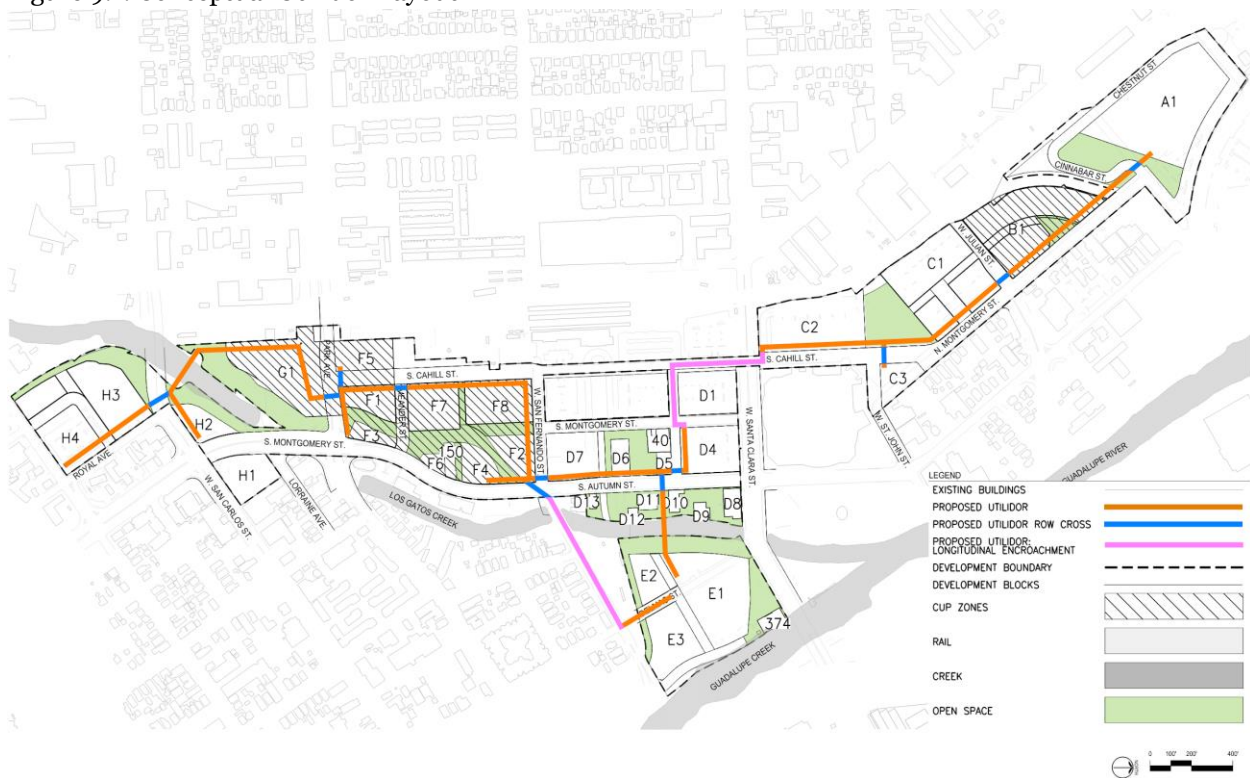 CHESTNUT ST.
A1
CINNABAR ST.
B1
W. JULIAN ST.
C1
N. MONTGOMERY ST.
C2
S. CAHILL ST.
C3
W. ST JOHN ST.
PARK AVE.
F5
G1
S. CAHILL ST.
F1
F7
F8
F3
F2
W. SAN FERNANDO ST.
S. MONTGOMERY ST.
D1
W. SANTA CLARA ST.
H3
H2
H4
ROYAL AVE.
S. MONTGOMERY ST.
150
F6
F4
D7
D6
40
D5
D4
S. AUTUMN ST.
H1
W. SAN CARLOS ST.
LORRAINE AVE.
LOS GATOS CREEK
D13
D12
D11
D10
D9
D8
GUADALUPE RIVER
E2
E1
E3
374
GUADALUPE CREEK
LEGEND
EXISTING BUILDINGS
PROPOSED UTILIDOR
PROPOSED UTILIDOR ROW CROSS
PROPOSED UTILIDOR:
LONGITUDINAL ENCROACHMENT
DEVELOPMENT BOUNDARY
DEVELOPMENT BLOCKS
CUP ZONES
RAIL
CREEK
OPEN SPACE
0 100' 200' 400'